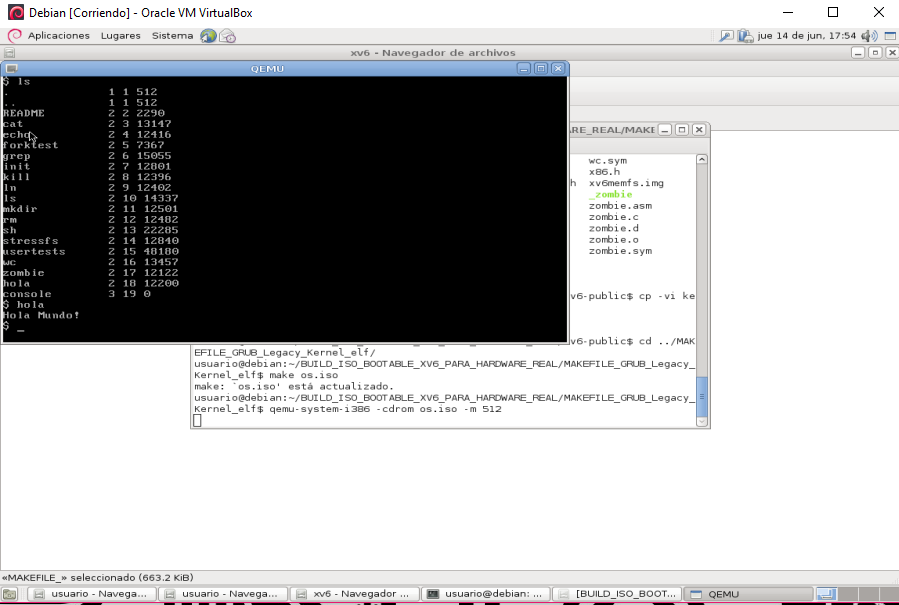 Debian [Corriendo] - Oracle VM VirtualBox
Aplicaciones Lugares Sistema jue 14 de jun, 17:54
xv6 - Navegador de archivos
QEMU
$ ls
. 1 1 512
.. 1 1 512
README 2 2 2290
cat 2 3 13147
echo 2 4 12416
forktest 2 5 7367
grep 2 6 15055
init 2 7 12801
kill 2 8 12396
ln 2 9 12402
ls 2 10 14337
mkdir 2 11 12501
rm 2 12 12482
sh 2 13 22285
stressfs 2 14 12840
usertests 2 15 48180
wc 2 16 13457
zombie 2 17 12122
hola 2 18 12200
console 3 19 0
$ hola
Hola Mundo!
$ _
RE_REAL/MAKE
wc.sym
x86.h
h xv6memfs.img
_zombie
zombie.asm
zombie.c
zombie.d
zombie.o
zombie.sym
v6-public$ cp -vi ke
v6-public$ cd ../MAK
EFILE_GRUB_Legacy_Kernel_elf/
usuario@debian:~/BUILD_ISO_BOOTABLE_XV6_PARA_HARDWARE_REAL/MAKEFILE_GRUB_Legacy_
Kernel_elf$ make os.iso
make: `os.iso' está actualizado.
usuario@debian:~/BUILD_ISO_BOOTABLE_XV6_PARA_HARDWARE_REAL/MAKEFILE_GRUB_Legacy_
Kernel_elf$ qemu-system-i386 -cdrom os.iso -m 512
«MAKEFILE_» seleccionado (663.2 KiB)
usuario - Navega... usuario - Navega... xv6 - Navegador ... usuario@debian: ... [BUILD_ISO_BOOT... QEMU